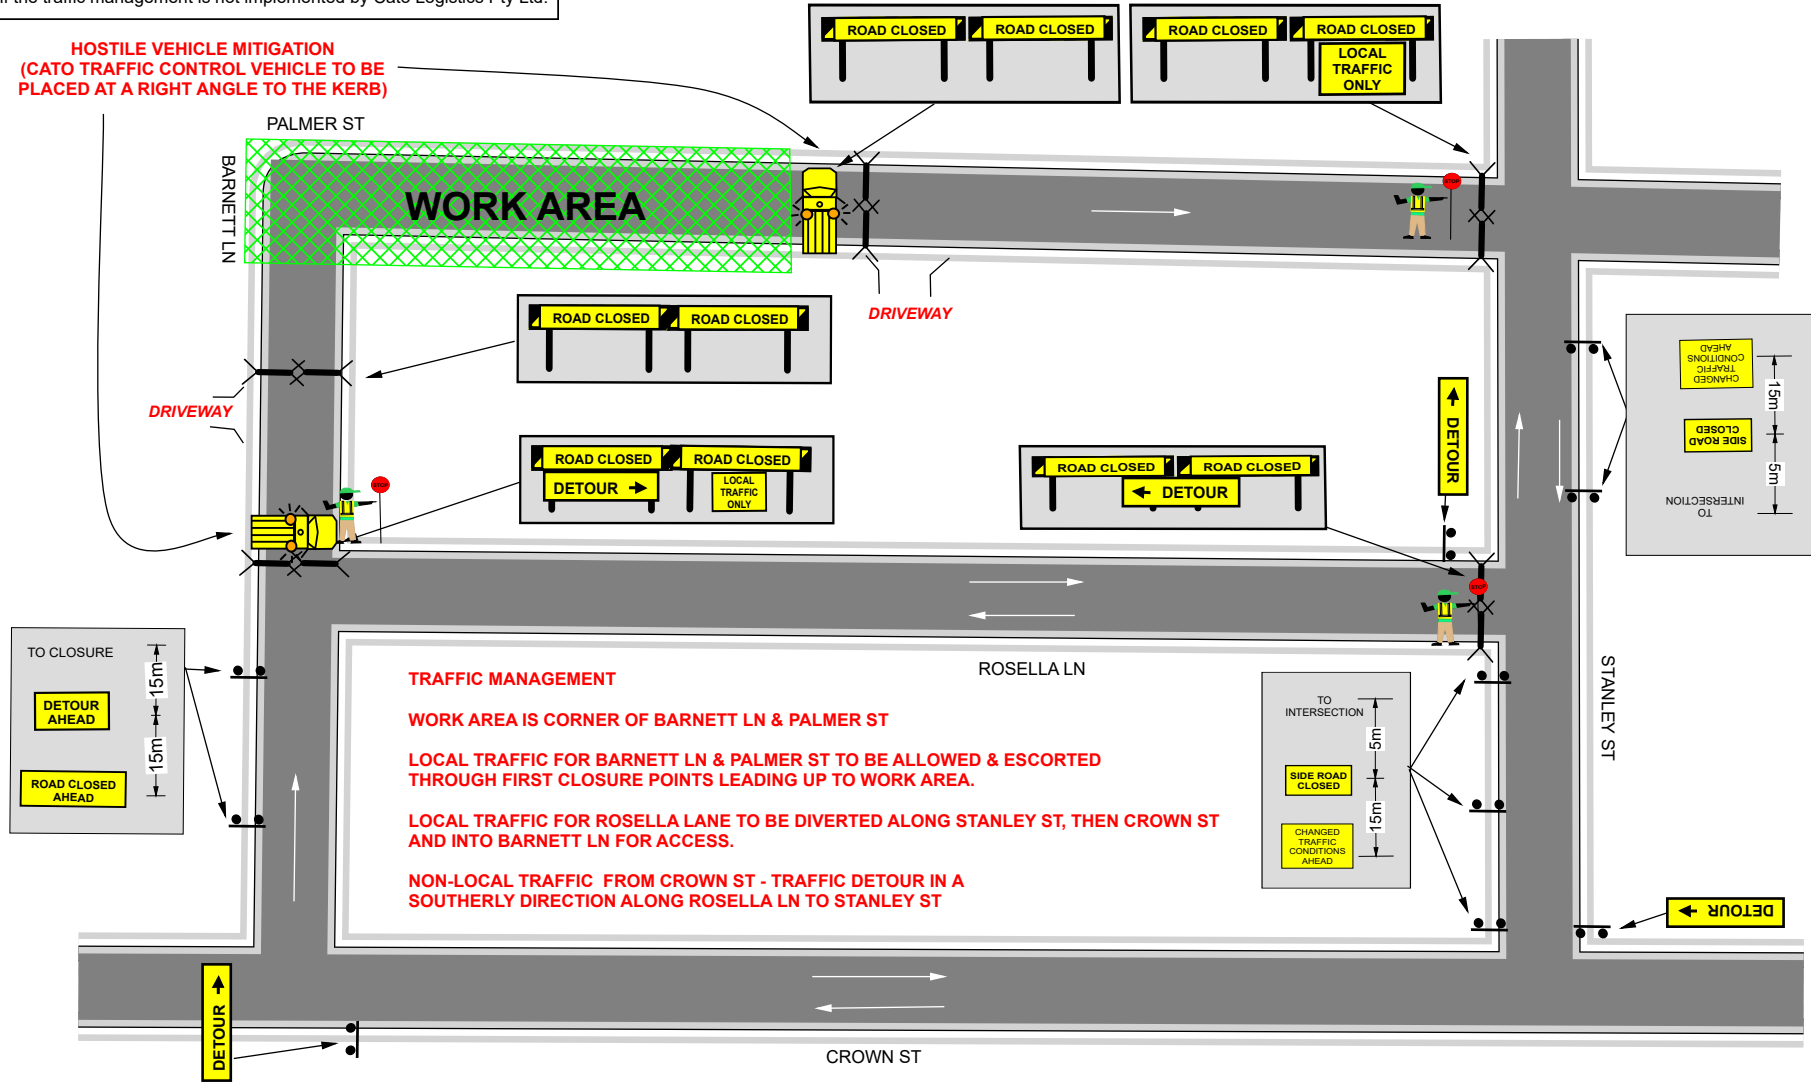 if the traffic management is not implemented by Cato Logistics Pty Ltd.
HOSTILE VEHICLE MITIGATION
(CATO TRAFFIC CONTROL VEHICLE TO BE
PLACED AT A RIGHT ANGLE TO THE KERB)
ROAD CLOSED
ROAD CLOSED
ROAD CLOSED
ROAD CLOSED
LOCAL
TRAFFIC
ONLY
PALMER ST
BARNETT LN
WORK AREA
STOP
DRIVEWAY
ROAD CLOSED
ROAD CLOSED
DRIVEWAY
ROAD CLOSED
ROAD CLOSED
DETOUR
LOCAL
TRAFFIC
ONLY
STOP
ROAD CLOSED
ROAD CLOSED
DETOUR
DETOUR
STOP
CHANGED
TRAFFIC
CONDITIONS
AHEAD
15m
SIDE ROAD
CLOSED
5m
TO
INTERSECTION
TO CLOSURE
15m
DETOUR
AHEAD
15m
ROAD CLOSED
AHEAD
ROSELLA LN
STANLEY ST
TRAFFIC MANAGEMENT
WORK AREA IS CORNER OF BARNETT LN & PALMER ST
LOCAL TRAFFIC FOR BARNETT LN & PALMER ST TO BE ALLOWED & ESCORTED
THROUGH FIRST CLOSURE POINTS LEADING UP TO WORK AREA.
LOCAL TRAFFIC FOR ROSELLA LANE TO BE DIVERTED ALONG STANLEY ST, THEN CROWN ST
AND INTO BARNETT LN FOR ACCESS.
NON-LOCAL TRAFFIC FROM CROWN ST - TRAFFIC DETOUR IN A
SOUTHERLY DIRECTION ALONG ROSELLA LN TO STANLEY ST
TO
INTERSECTION
5m
SIDE ROAD
CLOSED
15m
CHANGED
TRAFFIC
CONDITIONS
AHEAD
DETOUR
DETOUR
CROWN ST